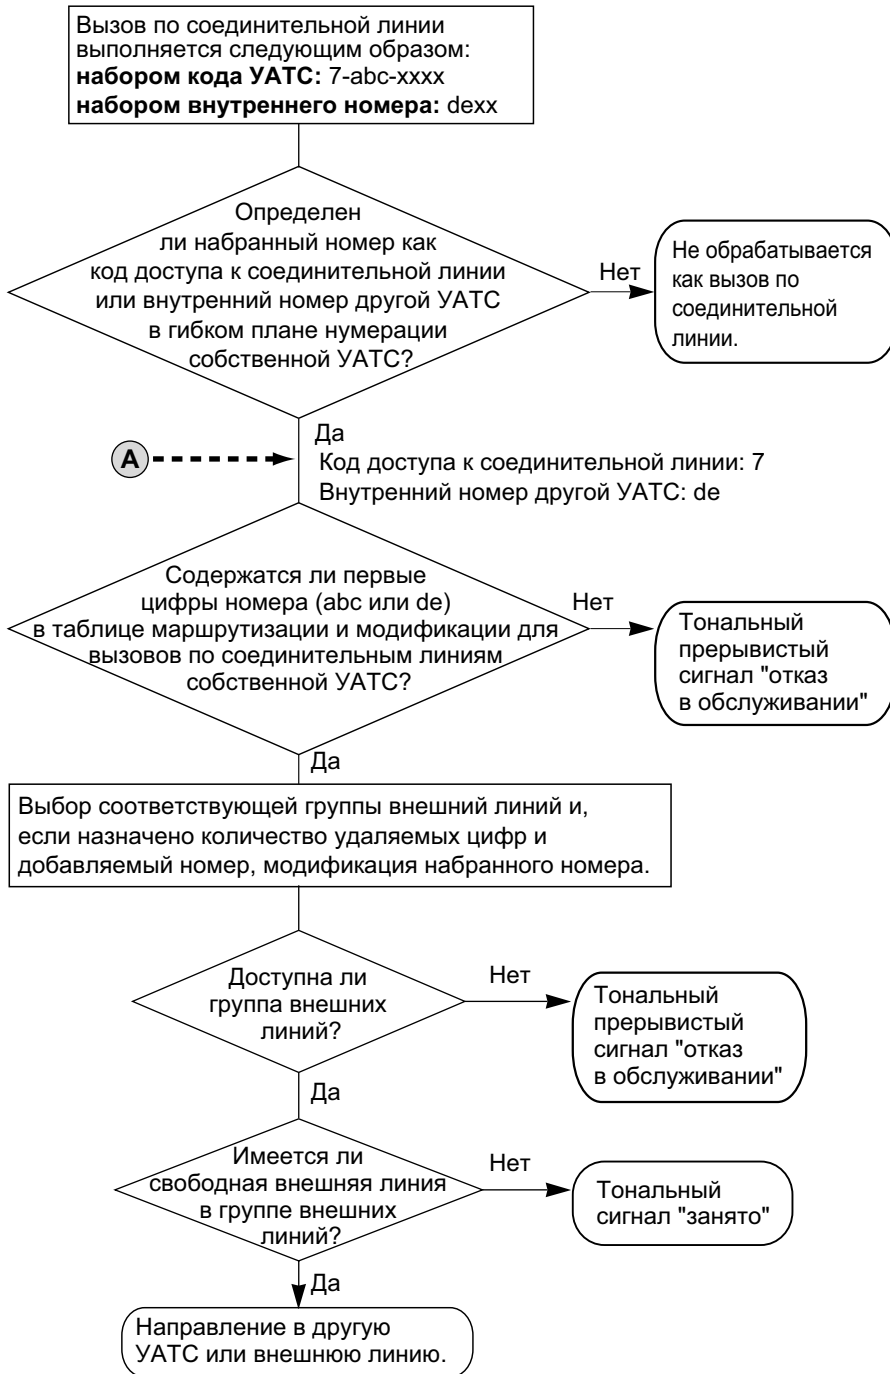 Вызов по соединительной линии
выполняется следующим образом:
набором кода УАТС: 7-abc-xxxx
набором внутреннего номера: dexx
Определен
ли набранный номер как
код доступа к соединительной линии
или внутренний номер другой УАТС
в гибком плане нумерации
собственной УАТС?
Нет
Не обрабатывается
как вызов по
соединительной
линии.
Да
A
Код доступа к соединительной линии: 7
Внутренний номер другой УАТС: de
Содержатся ли первые
цифры номера (abc или de)
в таблице маршрутизации и модификации для
вызовов по соединительным линиям
собственной УАТС?
Нет
Тональный
прерывистый
сигнал "отказ
в обслуживании"
Да
Выбор соответствующей группы внешний линий и,
если назначено количество удаляемых цифр и
добавляемый номер, модификация набранного номера.
Доступна ли
группа внешних
линий?
Нет
Тональный
прерывистый
сигнал "отказ
в обслуживании"
Да
Имеется ли
свободная внешняя линия
в группе внешних
линий?
Нет
Тональный
сигнал "занято"
Да
Направление в другую
УАТС или внешнюю линию.